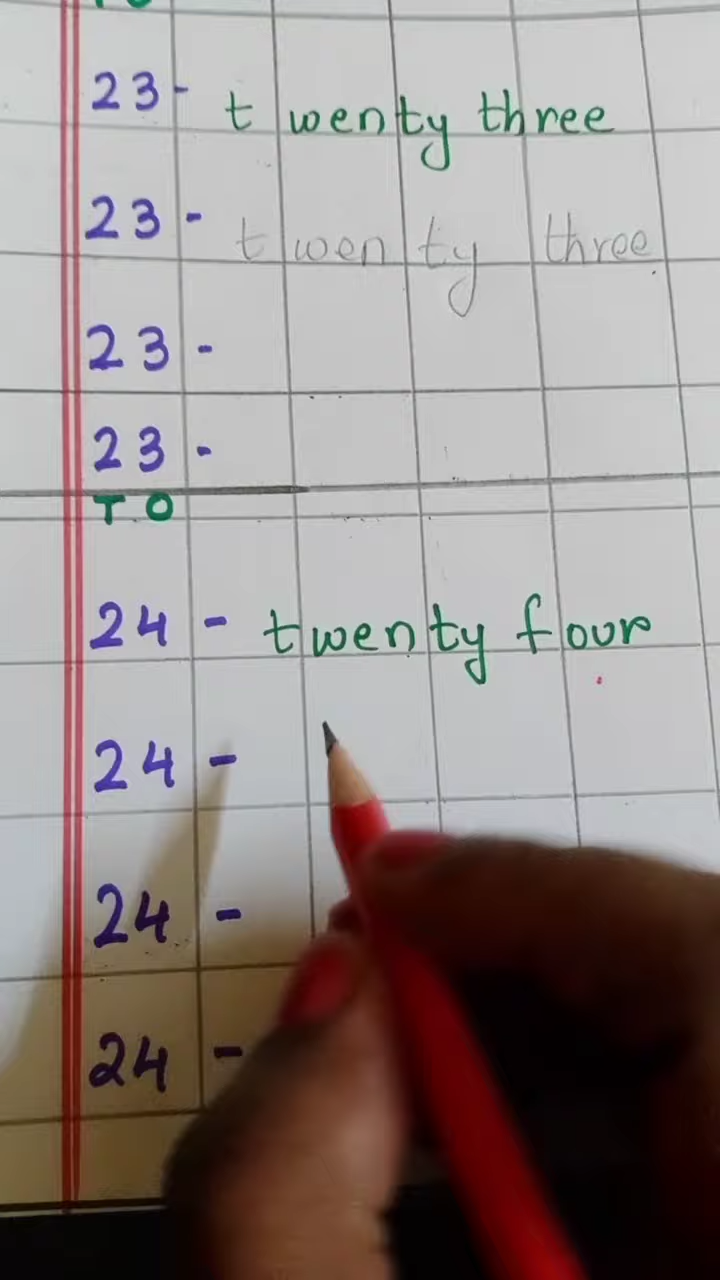 23- twenty three
23- twenty three
23-
23-
T O
24- twenty four
24-
24-
24-